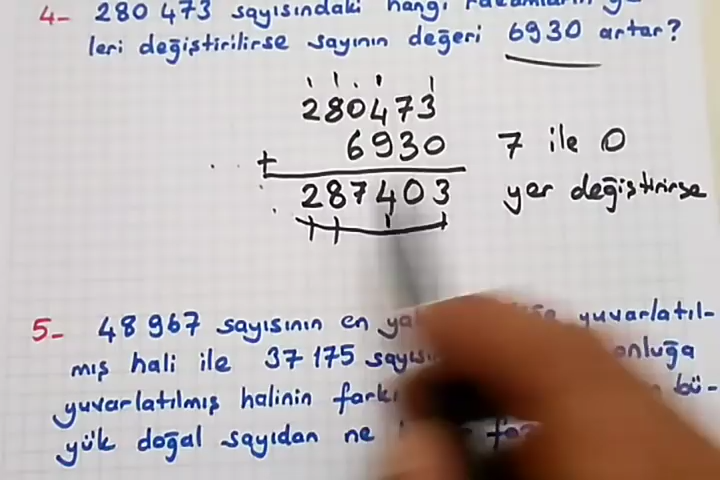 4- 280 473 sayısındaki hangi rakamların
leri değiştirilirse sayının değeri 6930 artar?
280473
+ 6930
287403
7 ile 0
yer değiştirirse
5- 48 967 sayısının en yuvarlatıl-
mış hali ile 37 175 onluğa
yuvarlatılmış halinin farkı bü-
yük doğal sayıdan ne